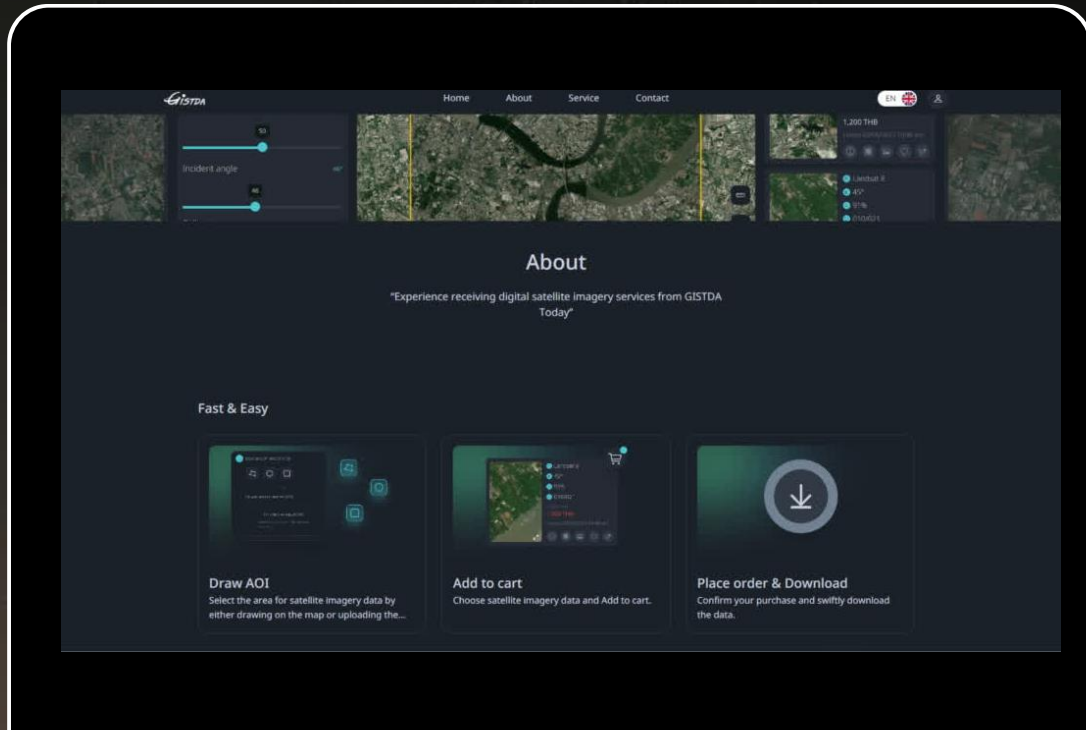 GISTDA
Home About Service Contact
EN
50
1,200 THB
Incident angle
46
Landsat 8
45°
91%
About
"Experience receiving digital satellite imagery services from GISTDA
Today"
Fast & Easy
Draw AOI
Select the area for satellite imagery data by
either drawing on the map or uploading the...
Add to cart
Choose satellite imagery data and Add to cart.
Place order & Download
Confirm your purchase and swiftly download
the data.